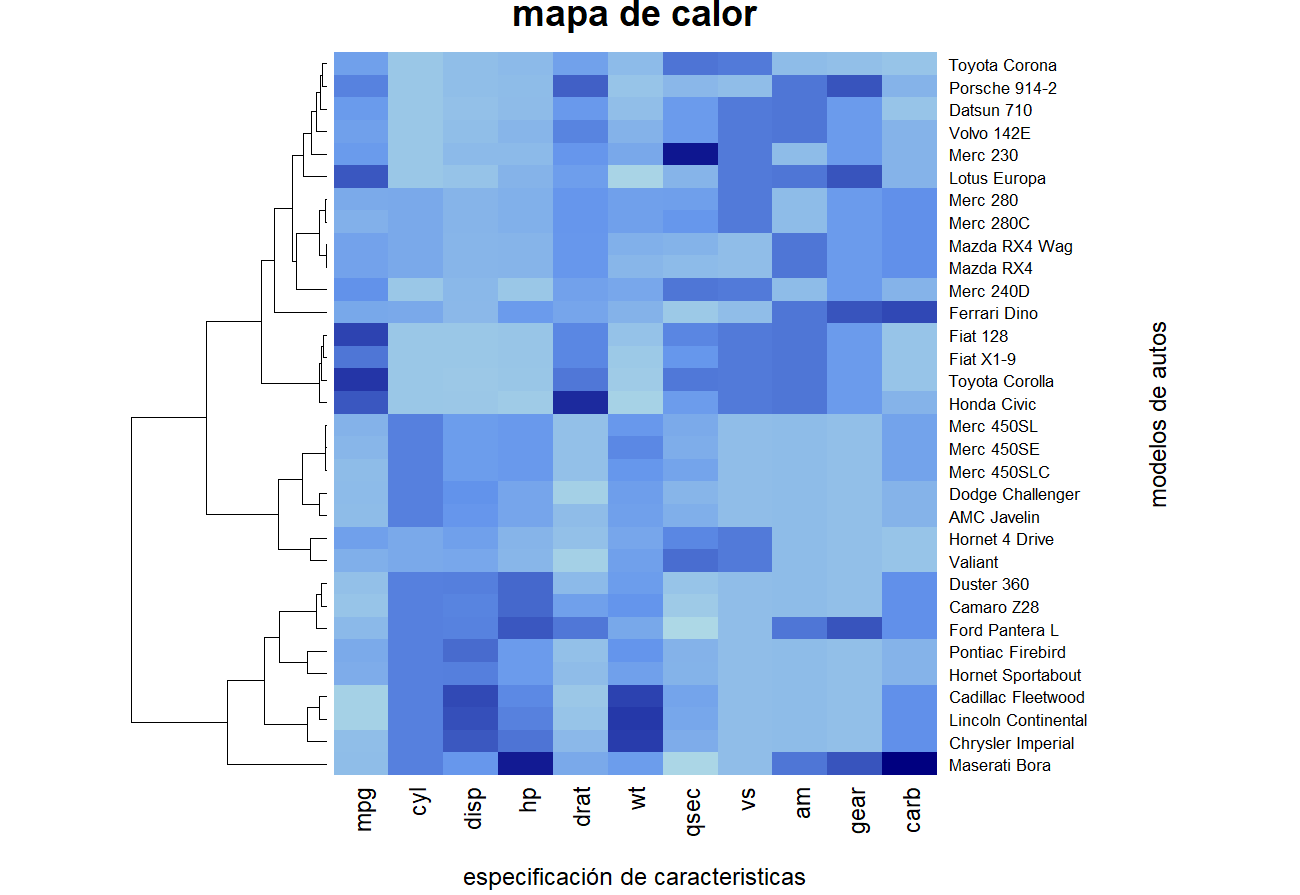 mapa de calor
Toyota Corona
Porsche 914-2
Datsun 710
Volvo 142E
Merc 230
Lotus Europa
Merc 280
Merc 280C
Mazda RX4 Wag
Mazda RX4
Merc 240D
Ferrari Dino
Fiat 128
Fiat X1-9
Toyota Corolla
Honda Civic
Merc 450SL
Merc 450SE
Merc 450SLC
Dodge Challenger
AMC Javelin
Hornet 4 Drive
Valiant
Duster 360
Camaro Z28
Ford Pantera L
Pontiac Firebird
Hornet Sportabout
Cadillac Fleetwood
Lincoln Continental
Chrysler Imperial
Maserati Bora
modelos de autos
mpg
cyl
disp
hp
drat
wt
qsec
vs
am
gear
carb
especificación de caracteristicas